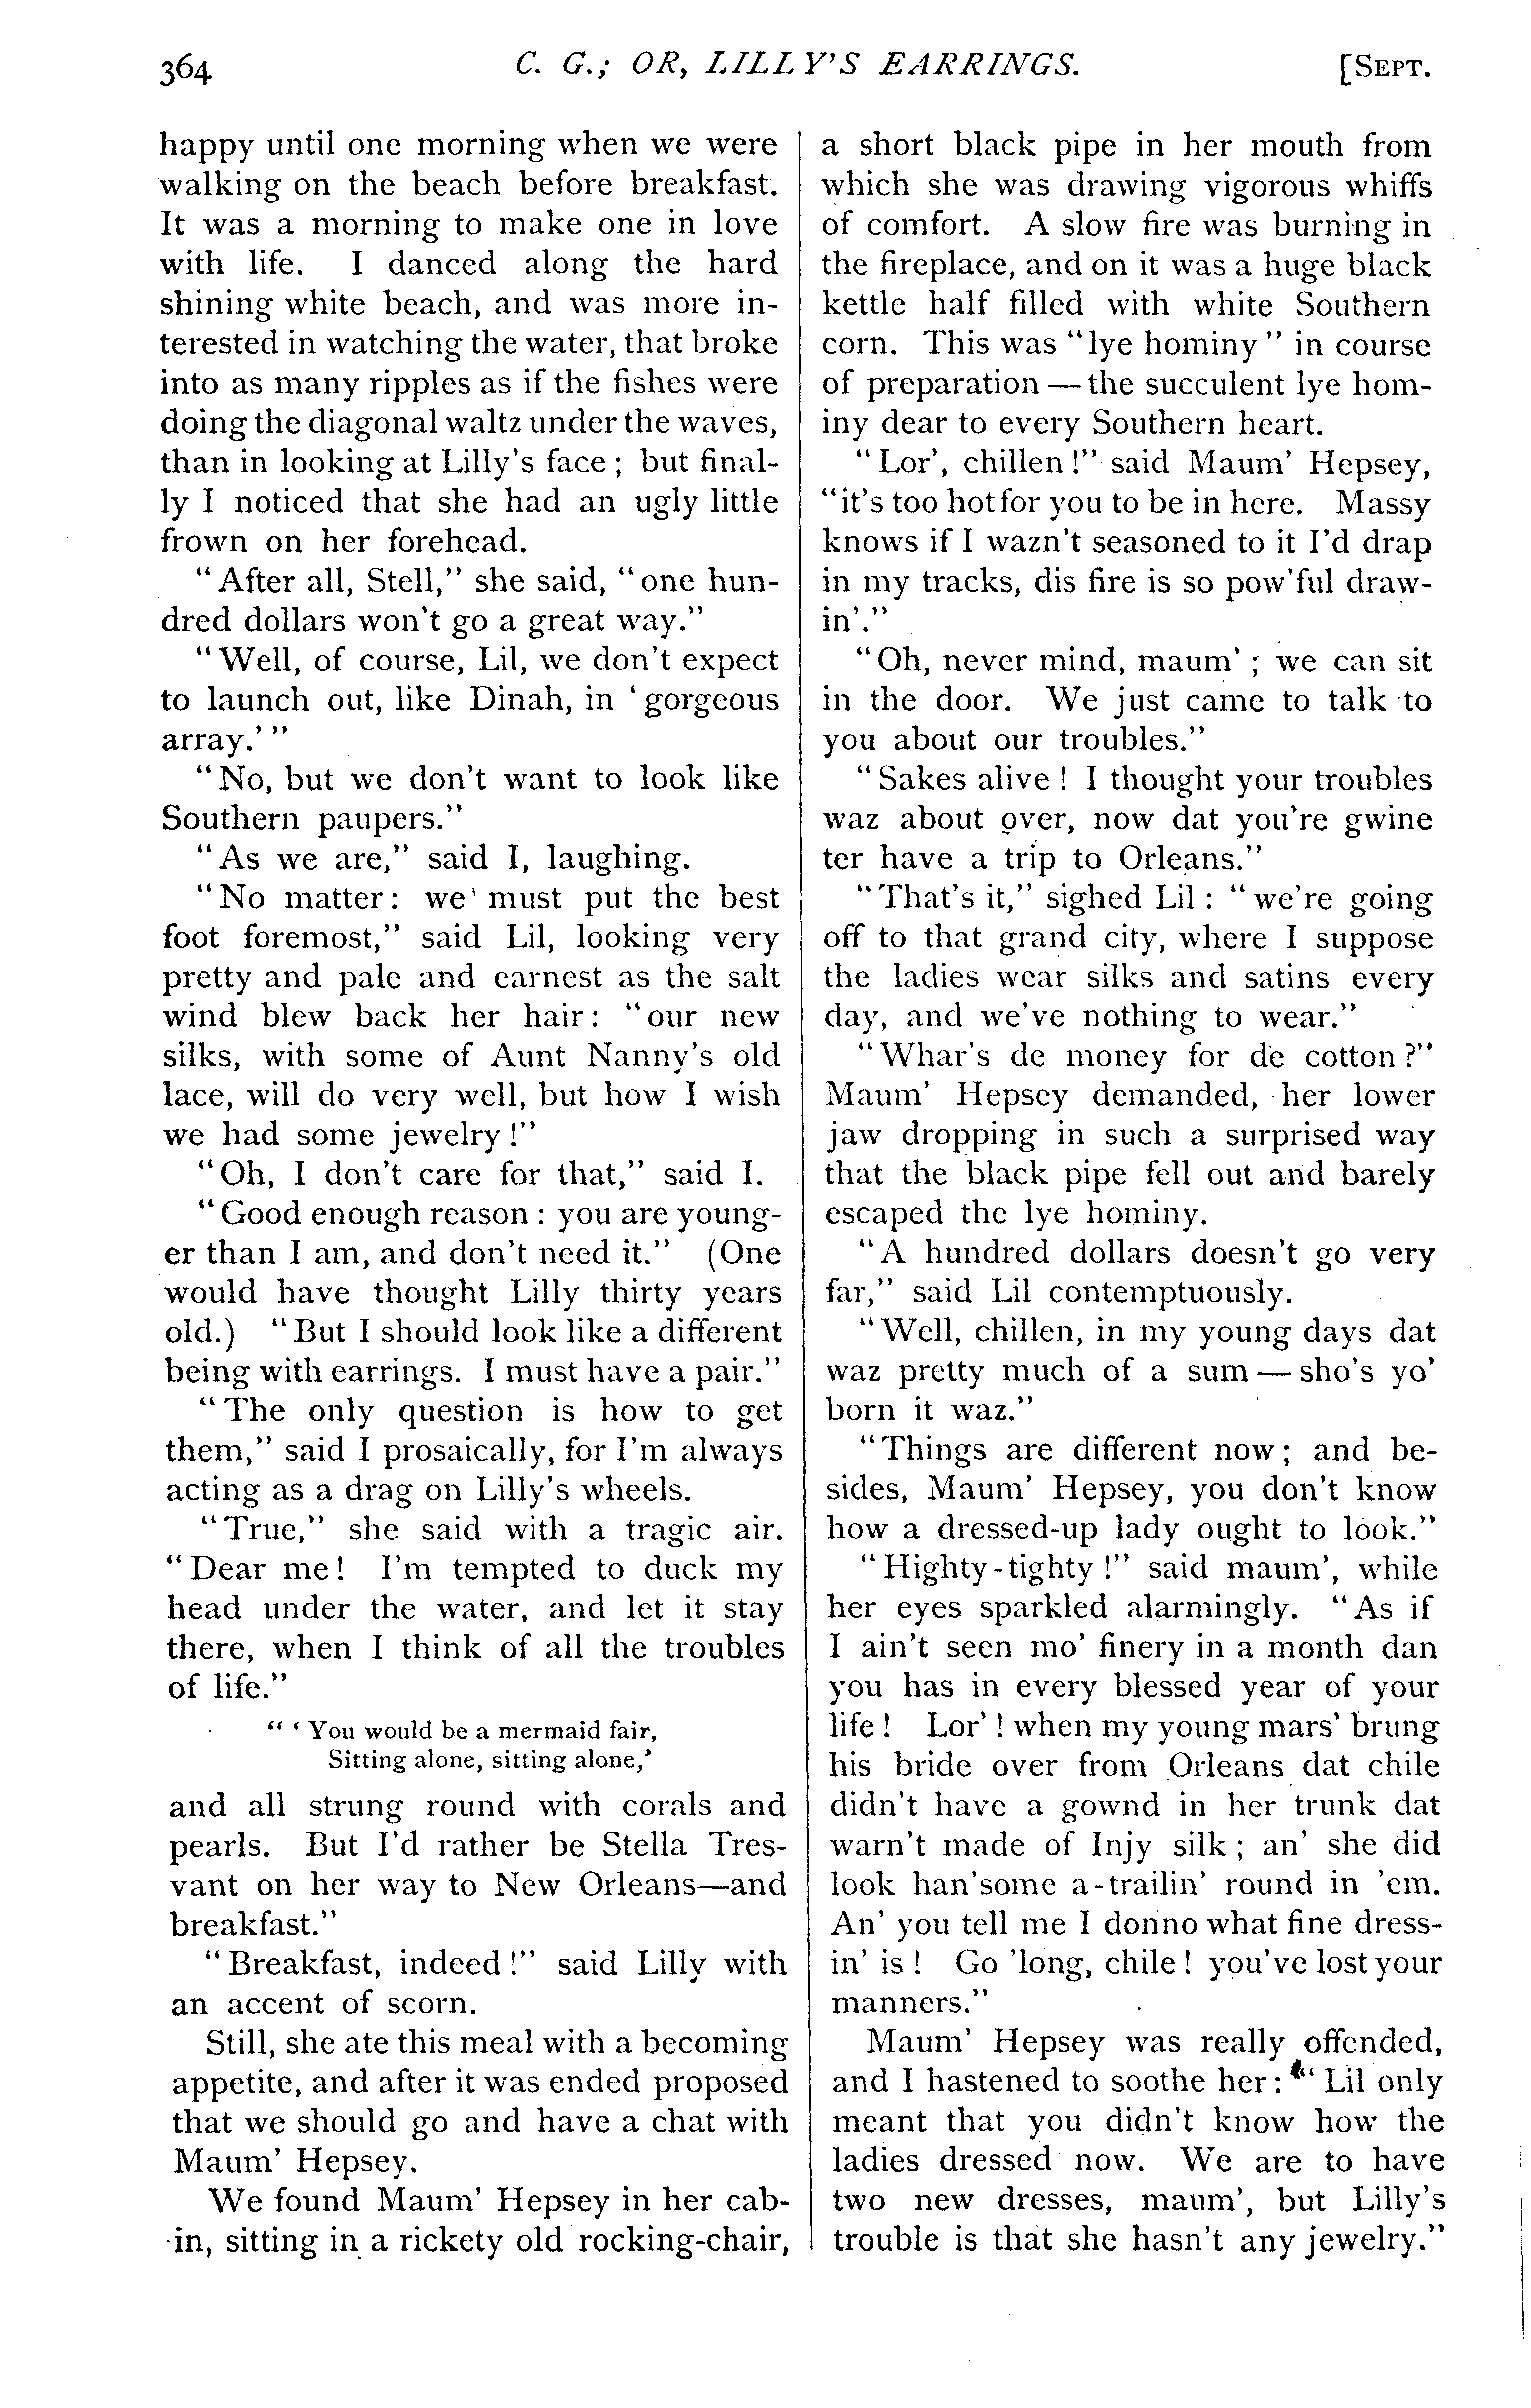 364
C. G.; OR, LILLY'S EARRINGS.
[SEPT.
happy until one morning when we were
walking on the beach before breakfast.
It was a morning to make one in love
with life. I danced along the hard
shining white beach, and was more in-
terested in watching the water, that broke
into as many ripples as if the fishes were
doing the diagonal waltz under the waves,
than in looking at Lilly's face; but final-
ly I noticed that she had an ugly little
frown on her forehead.
"After all, Stell," she said, "one hun-
dred dollars won't go a great way."
"Well, of course, Lil, we don't expect
to launch out, like Dinah, in 'gorgeous
array.'"
"No, but we don't want to look like
Southern paupers."
"As we are," said I, laughing.
"No matter: we must put the best
foot foremost," said Lil, looking very
pretty and pale and earnest as the salt
wind blew back her hair: "our new
silks, with some of Aunt Nanny's old
lace, will do very well, but how I wish
we had some jewelry!"
"Oh, I don't care for that," said I.
"Good enough reason: you are young-
er than I am, and don't need it." (One
would have thought Lilly thirty years
old.) "But I should look like a different
being with earrings. I must have a pair."
"The only question is how to get
them," said I prosaically, for I'm always
acting as a drag on Lilly's wheels.
"True," she said with a tragic air.
"Dear me! I'm tempted to duck my
head under the water, and let it stay
there, when I think of all the troubles
of life."
"'You would be a mermaid fair,
Sitting alone, sitting alone,'
and all strung round with corals and
pearls. But I'd rather be Stella Tres-
vant on her way to New Orleans—and
breakfast."
"Breakfast, indeed!" said Lilly with
an accent of scorn.
Still, she ate this meal with a becoming
appetite, and after it was ended proposed
that we should go and have a chat with
Maum' Hepsey.
We found Maum' Hepsey in her cab-
in, sitting in a rickety old rocking-chair,
a short black pipe in her mouth from
which she was drawing vigorous whiffs
of comfort. A slow fire was burning in
the fireplace, and on it was a huge black
kettle half filled with white Southern
corn. This was "lye hominy" in course
of preparation—the succulent lye hom-
iny dear to every Southern heart.
"Lor', chillen!" said Maum' Hepsey,
"it's too hot for you to be in here. Massy
knows if I wazn't seasoned to it I'd drap
in my tracks, dis fire is so pow'ful draw-
in'."
"Oh, never mind, maum'; we can sit
in the door. We just came to talk to
you about our troubles."
"Sakes alive! I thought your troubles
waz about over, now dat you're gwine
ter have a trip to Orleans."
"That's it," sighed Lil: "we're going
off to that grand city, where I suppose
the ladies wear silks and satins every
day, and we've nothing to wear."
"Whar's de money for de cotton?"
Maum' Hepsey demanded, her lower
jaw dropping in such a surprised way
that the black pipe fell out and barely
escaped the lye hominy.
"A hundred dollars doesn't go very
far," said Lil contemptuously.
"Well, chillen, in my young days dat
waz pretty much of a sum—sho's yo'
born it waz."
"Things are different now; and be-
sides, Maum' Hepsey, you don't know
how a dressed-up lady ought to look."
"Highty-tighty!" said maum', while
her eyes sparkled alarmingly. "As if
I ain't seen mo' finery in a month dan
you has in every blessed year of your
life! Lor'! when my young mars' brung
his bride over from Orleans dat chile
didn't have a gownd in her trunk dat
warn't made of Injy silk; an' she did
look han'some a-trailin' round in 'em.
An' you tell me I donno what fine dress-
in' is! Go 'long, chile! you've lost your
manners."
Maum' Hepsey was really offended,
and I hastened to soothe her: "Lil only
meant that you didn't know how the
ladies dressed now. We are to have
two new dresses, maum', but Lilly's
trouble is that she hasn't any jewelry."